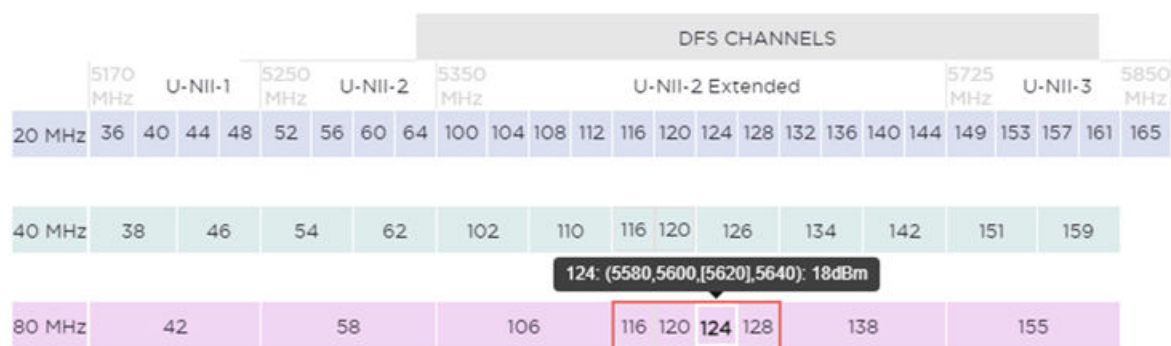 DFS CHANNELS
5170 MHz U-NII-1 5250 MHz U-NII-2 5350 MHz U-NII-2 Extended 5725 MHz U-NII-3 5850 MHz
20 MHz 36 40 44 48 52 56 60 64 100 104 108 112 116 120 124 128 132 136 140 144 149 153 157 161 165
40 MHz 38 46 54 62 102 110 116 120 126 134 142 151 159
124: (5580,5600,[5620],5640): 18dBm
80 MHz 42 58 106 116 120 124 128 138 155